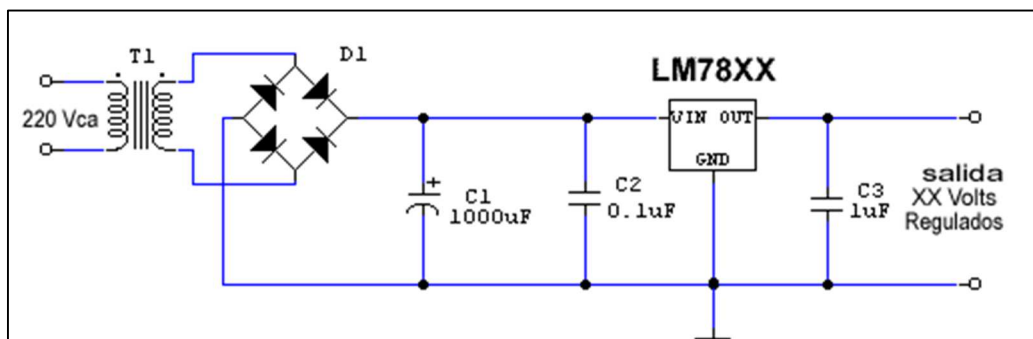 T1
D1
220 Vca
LM78XX
VIN OUT
GND
C1
1000uF
C2
0.1uF
C3
1uF
salida
XX Volts
Regulados